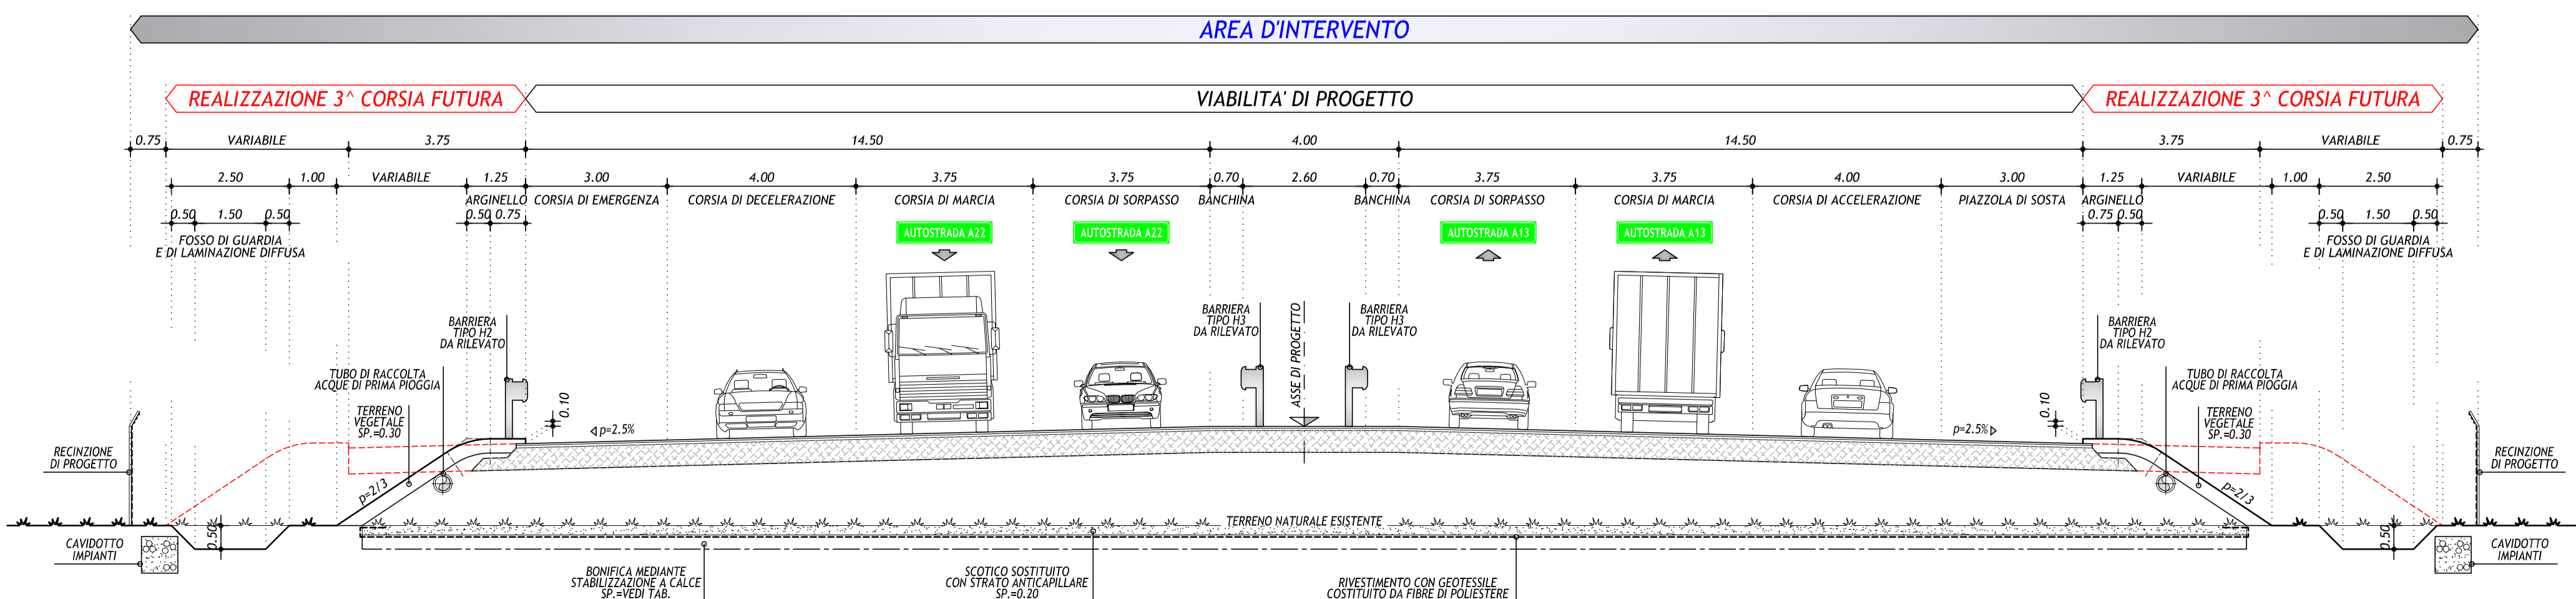 AREA D'INTERVENTO
REALIZZAZIONE 3^ CORSIA FUTURA
VIABILITA' DI PROGETTO
REALIZZAZIONE 3^ CORSIA FUTURA
0.75 VARIABILE 3.75 14.50 4.00 14.50 3.75 VARIABILE 0.75
2.50 1.00 VARIABILE 1.25 3.00 4.00 3.75 3.75 0.70 2.60 0.70 3.75 3.75 4.00 3.00 1.25 VARIABILE 1.00 2.50
ARGINELLO CORSIA DI EMERGENZA CORSIA DI DECELERAZIONE CORSIA DI MARCIA CORSIA DI SORPASSO BANCHINA BANCHINA CORSIA DI SORPASSO CORSIA DI MARCIA CORSIA DI ACCELERAZIONE PIAZZOLA DI SOSTA ARGINELLO
0.50 1.50 0.50 0.50 0.75 0.75 0.50 0.50 1.50 0.50
FOSSO DI GUARDIA
E DI LAMINAZIONE DIFFUSA
AUTOSTRADA A22
AUTOSTRADA A22
AUTOSTRADA A13
AUTOSTRADA A13
FOSSO DI GUARDIA
E DI LAMINAZIONE DIFFUSA
BARRIERA
TIPO H2
DA RILEVATO
BARRIERA
TIPO H3
DA RILEVATO
ASSE DI PROGETTO
BARRIERA
TIPO H3
DA RILEVATO
BARRIERA
TIPO H2
DA RILEVATO
TUBO DI RACCOLTA
ACQUE DI PRIMA PIOGGIA
TERRENO
VEGETALE
SP.=0.30
0.10
p=2.5%
p=2.5%
0.10
TUBO DI RACCOLTA
ACQUE DI PRIMA PIOGGIA
TERRENO
VEGETALE
SP.=0.30
RECINZIONE
DI PROGETTO
p=2/3
p=2/3
RECINZIONE
DI PROGETTO
0.50
TERRENO NATURALE ESISTENTE
0.50
CAVIDOTTO
IMPIANTI
BONIFICA MEDIANTE
STABILIZZAZIONE A CALCE
SP.=VEDI TAB.
SCOTICO SOSTITUITO
CON STRATO ANTICAPILLARE
SP.=0.20
RIVESTIMENTO CON GEOTESSILE
COSTITUITO DA FIBRE DI POLIESTERE
CAVIDOTTO
IMPIANTI